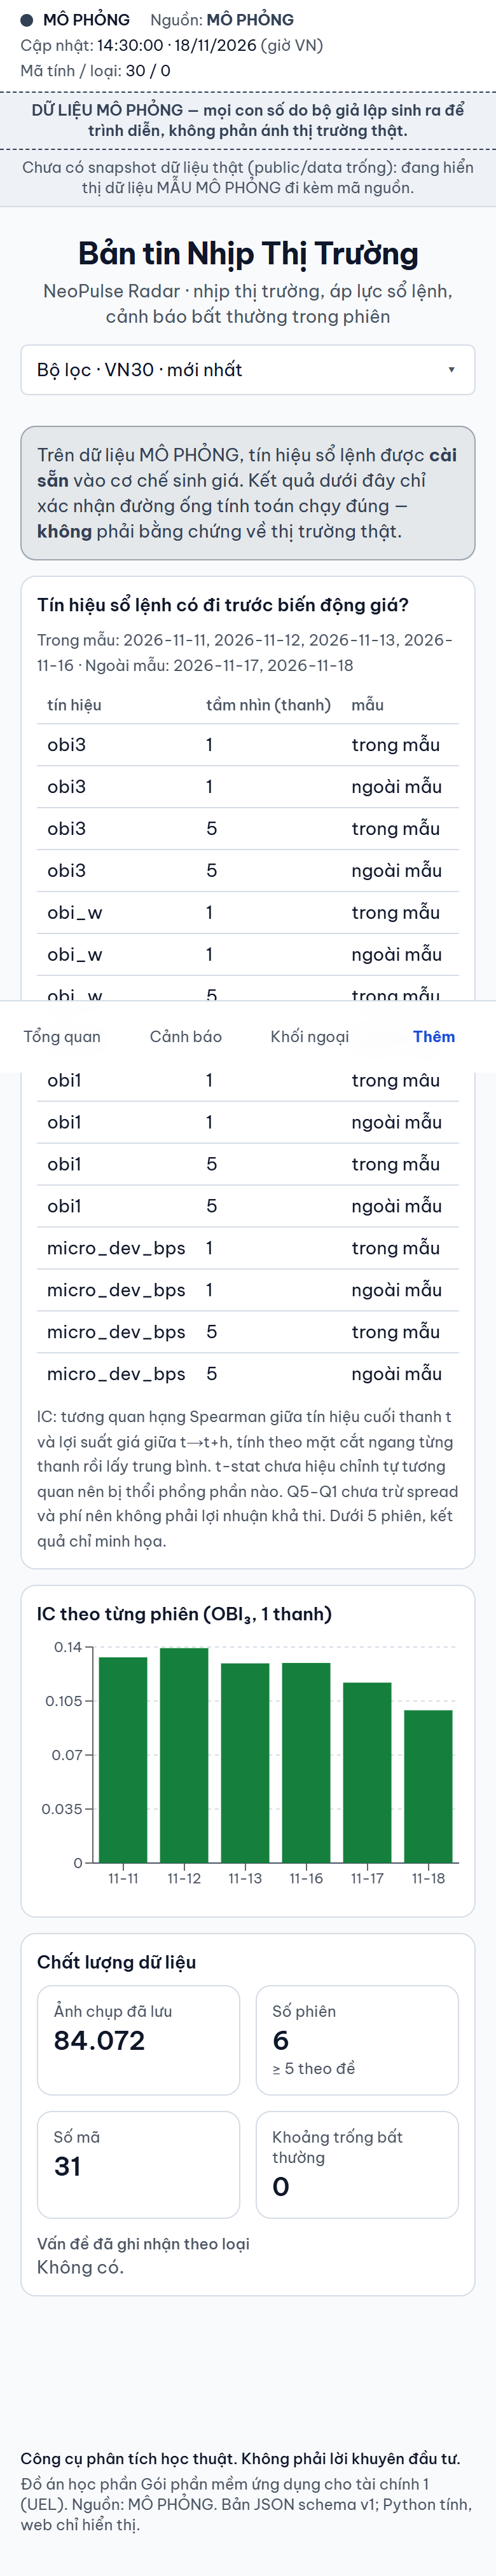 MÔ PHỎNG Nguồn: MÔ PHỎNG
Cập nhật: 14:30:00 · 18/11/2026 (giờ VN)
Mã tính / loại: 30 / 0
DỮ LIỆU MÔ PHỎNG — mọi con số do bộ giả lập sinh ra để
trình diễn, không phản ánh thị trường thật.
Chưa có snapshot dữ liệu thật (public/data trống): đang hiển
thị dữ liệu MẪU MÔ PHỎNG đi kèm mã nguồn.
Bản tin Nhịp Thị Trường
NeoPulse Radar · nhịp thị trường, áp lực sổ lệnh,
cảnh báo bất thường trong phiên
Bộ lọc · VN30 · mới nhất
Trên dữ liệu MÔ PHỎNG, tín hiệu sổ lệnh được cài
sẵn vào cơ chế sinh giá. Kết quả dưới đây chỉ
xác nhận đường ống tính toán chạy đúng —
không phải bằng chứng về thị trường thật.
Tín hiệu sổ lệnh có đi trước biến động giá?
Trong mẫu: 2026-11-11, 2026-11-12, 2026-11-13, 2026-
11-16 · Ngoài mẫu: 2026-11-17, 2026-11-18
tín hiệu tầm nhìn (thanh) mẫu
obi3 1 trong mẫu
obi3 1 ngoài mẫu
obi3 5 trong mẫu
obi3 5 ngoài mẫu
obi_w 1 trong mẫu
obi_w 1 ngoài mẫu
obi_w 5 trong mẫu
Tổng quan Cảnh báo Khối ngoại Thêm
obi1 1 trong mẫu
obi1 1 ngoài mẫu
obi1 5 trong mẫu
obi1 5 ngoài mẫu
micro_dev_bps 1 trong mẫu
micro_dev_bps 1 ngoài mẫu
micro_dev_bps 5 trong mẫu
micro_dev_bps 5 ngoài mẫu
IC: tương quan hạng Spearman giữa tín hiệu cuối thanh t
và lợi suất giá giữa t→t+h, tính theo mặt cắt ngang từng
thanh rồi lấy trung bình. t-stat chưa hiệu chỉnh tự tương
quan nên bị thổi phồng phần nào. Q5−Q1 chưa trừ spread
và phí nên không phải lợi nhuận khả thi. Dưới 5 phiên, kết
quả chỉ minh họa.
IC theo từng phiên (OBI₃, 1 thanh)
0.14
0.105
0.07
0.035
0
11-11 11-12 11-13 11-16 11-17 11-18
Chất lượng dữ liệu
Ảnh chụp đã lưu
84.072
Số phiên
6
≥ 5 theo đề
Số mã
31
Khoảng trống bất
thường
0
Vấn đề đã ghi nhận theo loại
Không có.
Công cụ phân tích học thuật. Không phải lời khuyên đầu tư.
Đồ án học phần Gói phần mềm ứng dụng cho tài chính 1
(UEL). Nguồn: MÔ PHỎNG. Bản JSON schema v1; Python tính,
web chỉ hiển thị.